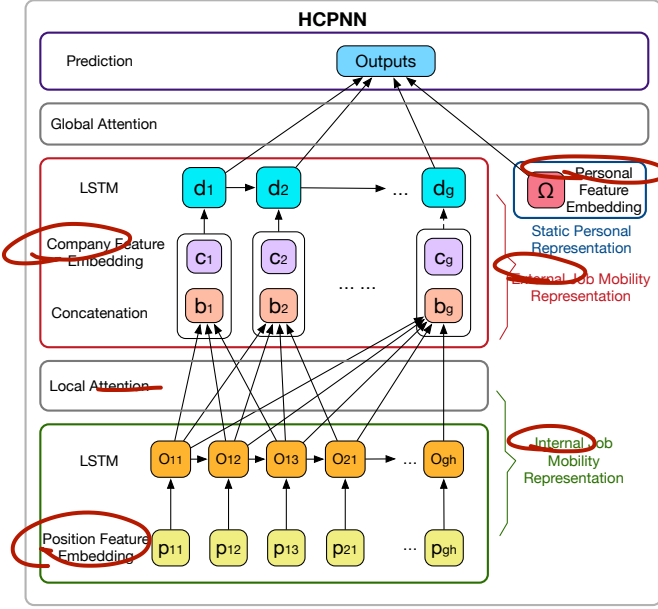 HCPNN
Prediction
Outputs
Global Attention
LSTM
d1
d2
...
dg
Ω
Personal
Feature
Embedding
Static Personal
Representation
Company Feature
Embedding
c1
c2
cg
... ...
External Job Mobility
Representation
Concatenation
b1
b2
bg
Local Attention
LSTM
O11
O12
O13
O21
...
Ogh
Internal Job
Mobility
Representation
Position Feature
Embedding
p11
p12
p13
p21
...
pgh